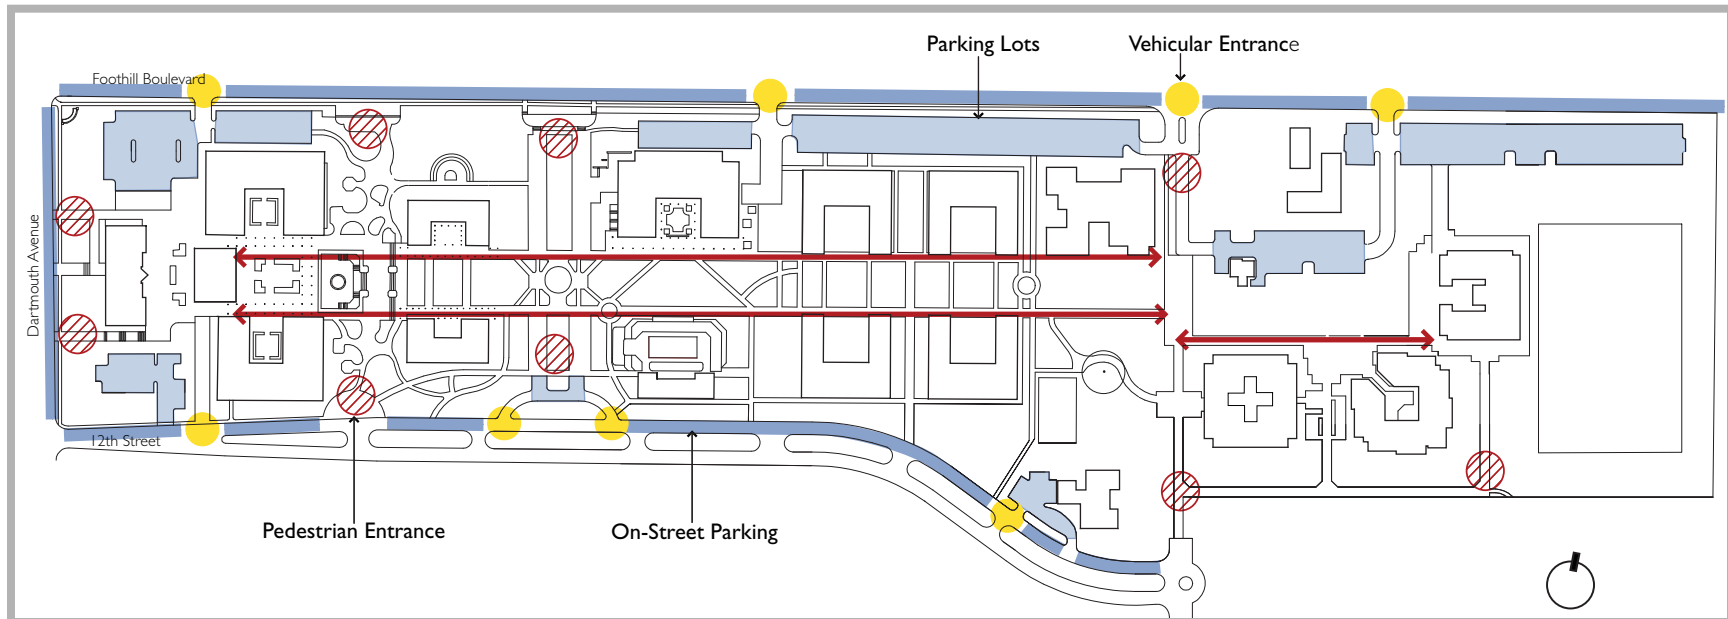 Parking Lots
Vehicular Entrance
Foothill Boulevard
Dartmouth Avenue
12th Street
Pedestrian Entrance
On-Street Parking